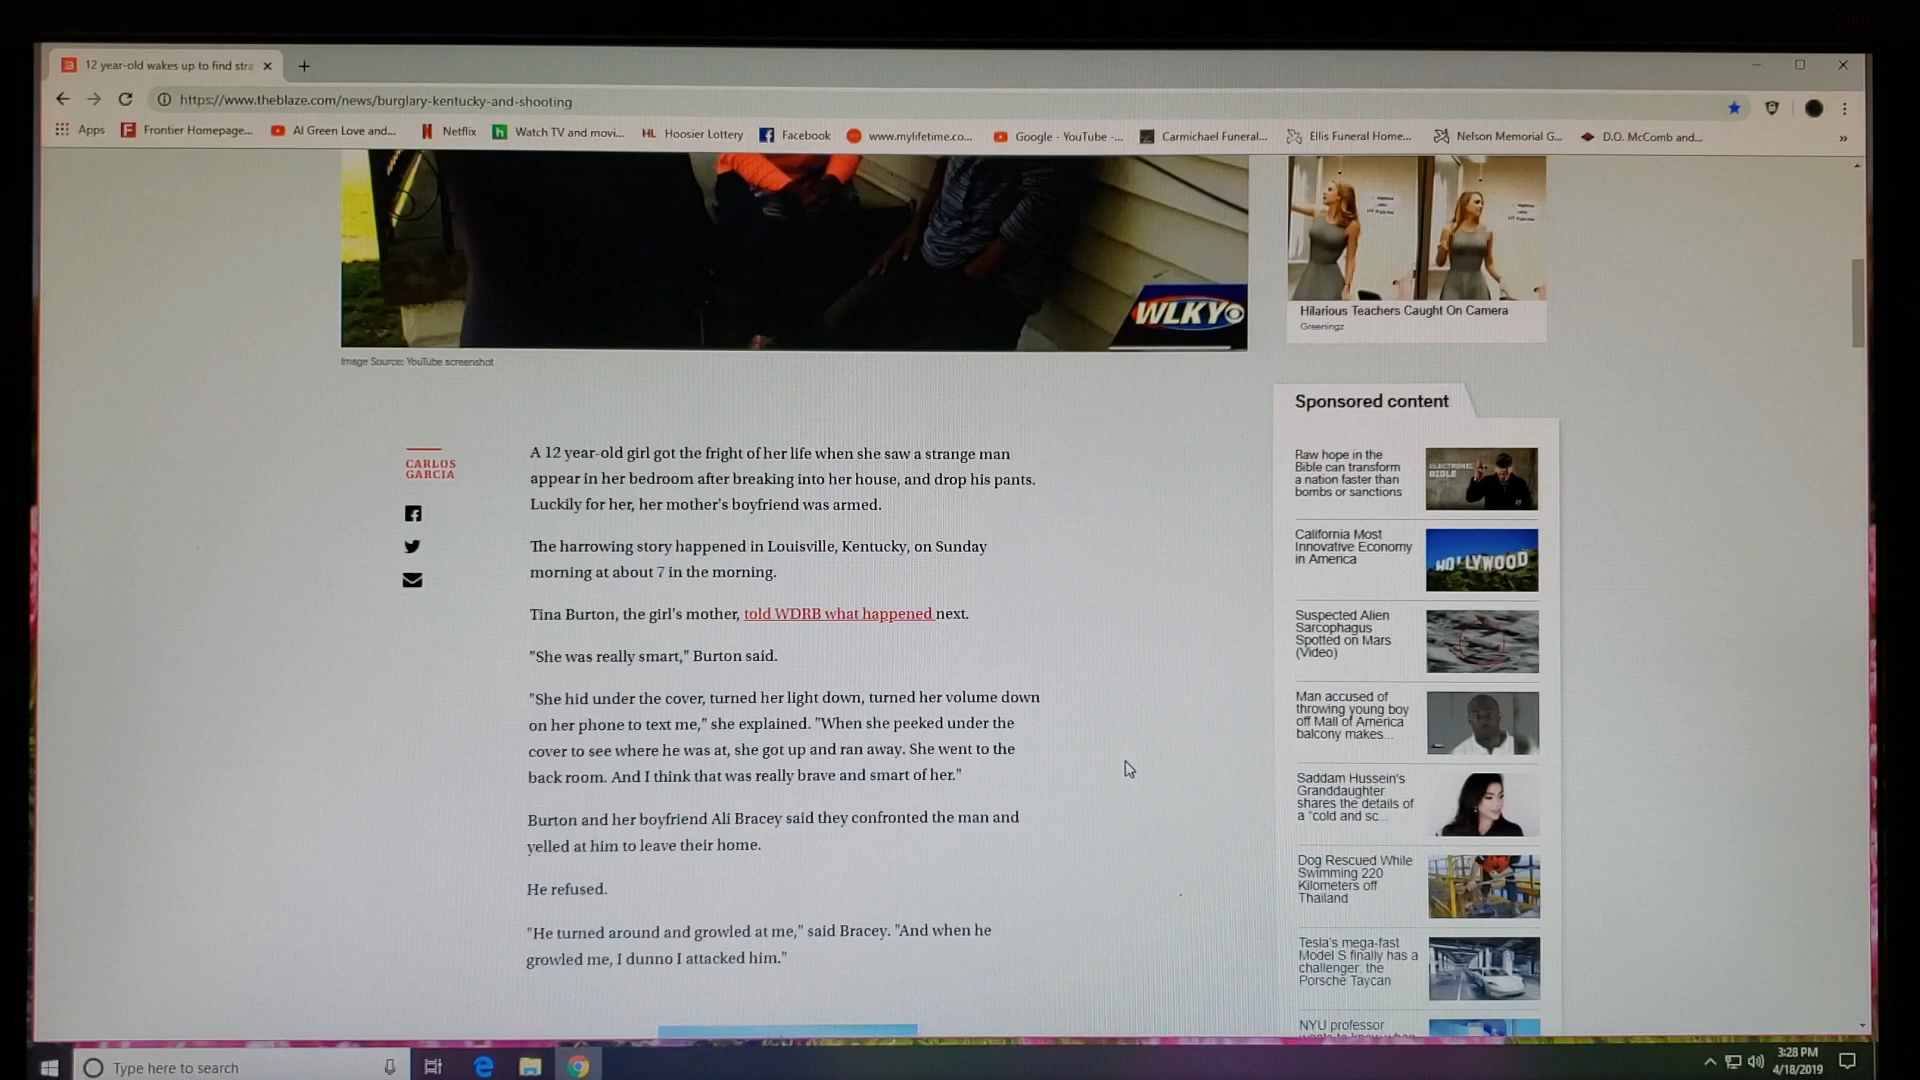 12 year-old wakes up to find stra
https://www.theblaze.com/news/burglary-kentucky-and-shooting
Apps
Frontier Homepage...
Al Green Love and...
Netflix
Watch TV and movi...
HL Hoosier Lottery
Facebook
www.mylifetime.co...
Google - YouTube -...
Carmichael Funeral...
Ellis Funeral Home...
Nelson Memorial G...
D.O. McComb and...
WLKY
Image Source: YouTube screenshot
CARLOS
GARCIA
A 12 year-old girl got the fright of her life when she saw a strange man
appear in her bedroom after breaking into her house, and drop his pants.
Luckily for her, her mother's boyfriend was armed.
The harrowing story happened in Louisville, Kentucky, on Sunday
morning at about 7 in the morning.
Tina Burton, the girl's mother, told WDRB what happened next.
"She was really smart," Burton said.
"She hid under the cover, turned her light down, turned her volume down
on her phone to text me," she explained. "When she peeked under the
cover to see where he was at, she got up and ran away. She went to the
back room. And I think that was really brave and smart of her."
Burton and her boyfriend Ali Bracey said they confronted the man and
yelled at him to leave their home.
He refused.
"He turned around and growled at me," said Bracey. "And when he
growled me, I dunno I attacked him."
Hilarious Teachers Caught On Camera
Greeningz
Sponsored content
Raw hope in the
Bible can transform
a nation faster than
bombs or sanctions
ELECTRONIC
BIBLE
California Most
Innovative Economy
in America
HOLLYWOOD
Suspected Alien
Sarcophagus
Spotted on Mars
(Video)
Man accused of
throwing young boy
off Mall of America
balcony makes...
Saddam Hussein's
Granddaughter
shares the details of
a "cold and sc...
Dog Rescued While
Swimming 220
Kilometers off
Thailand
Tesla's mega-fast
Model S finally has a
challenger: the
Porsche Taycan
NYU professor
Type here to search
3:28 PM
4/18/2019